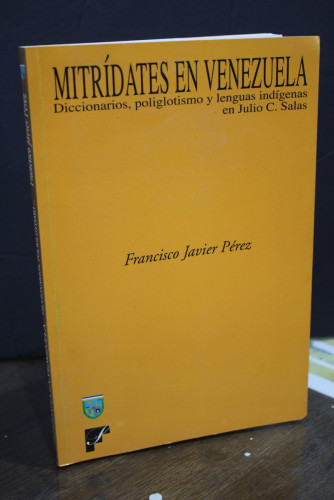 MITRÍDATES EN VENEZUELA
Diccionarios, poliglotismo y lenguas indígenas
en Julio C. Salas
Francisco Javier Pérez